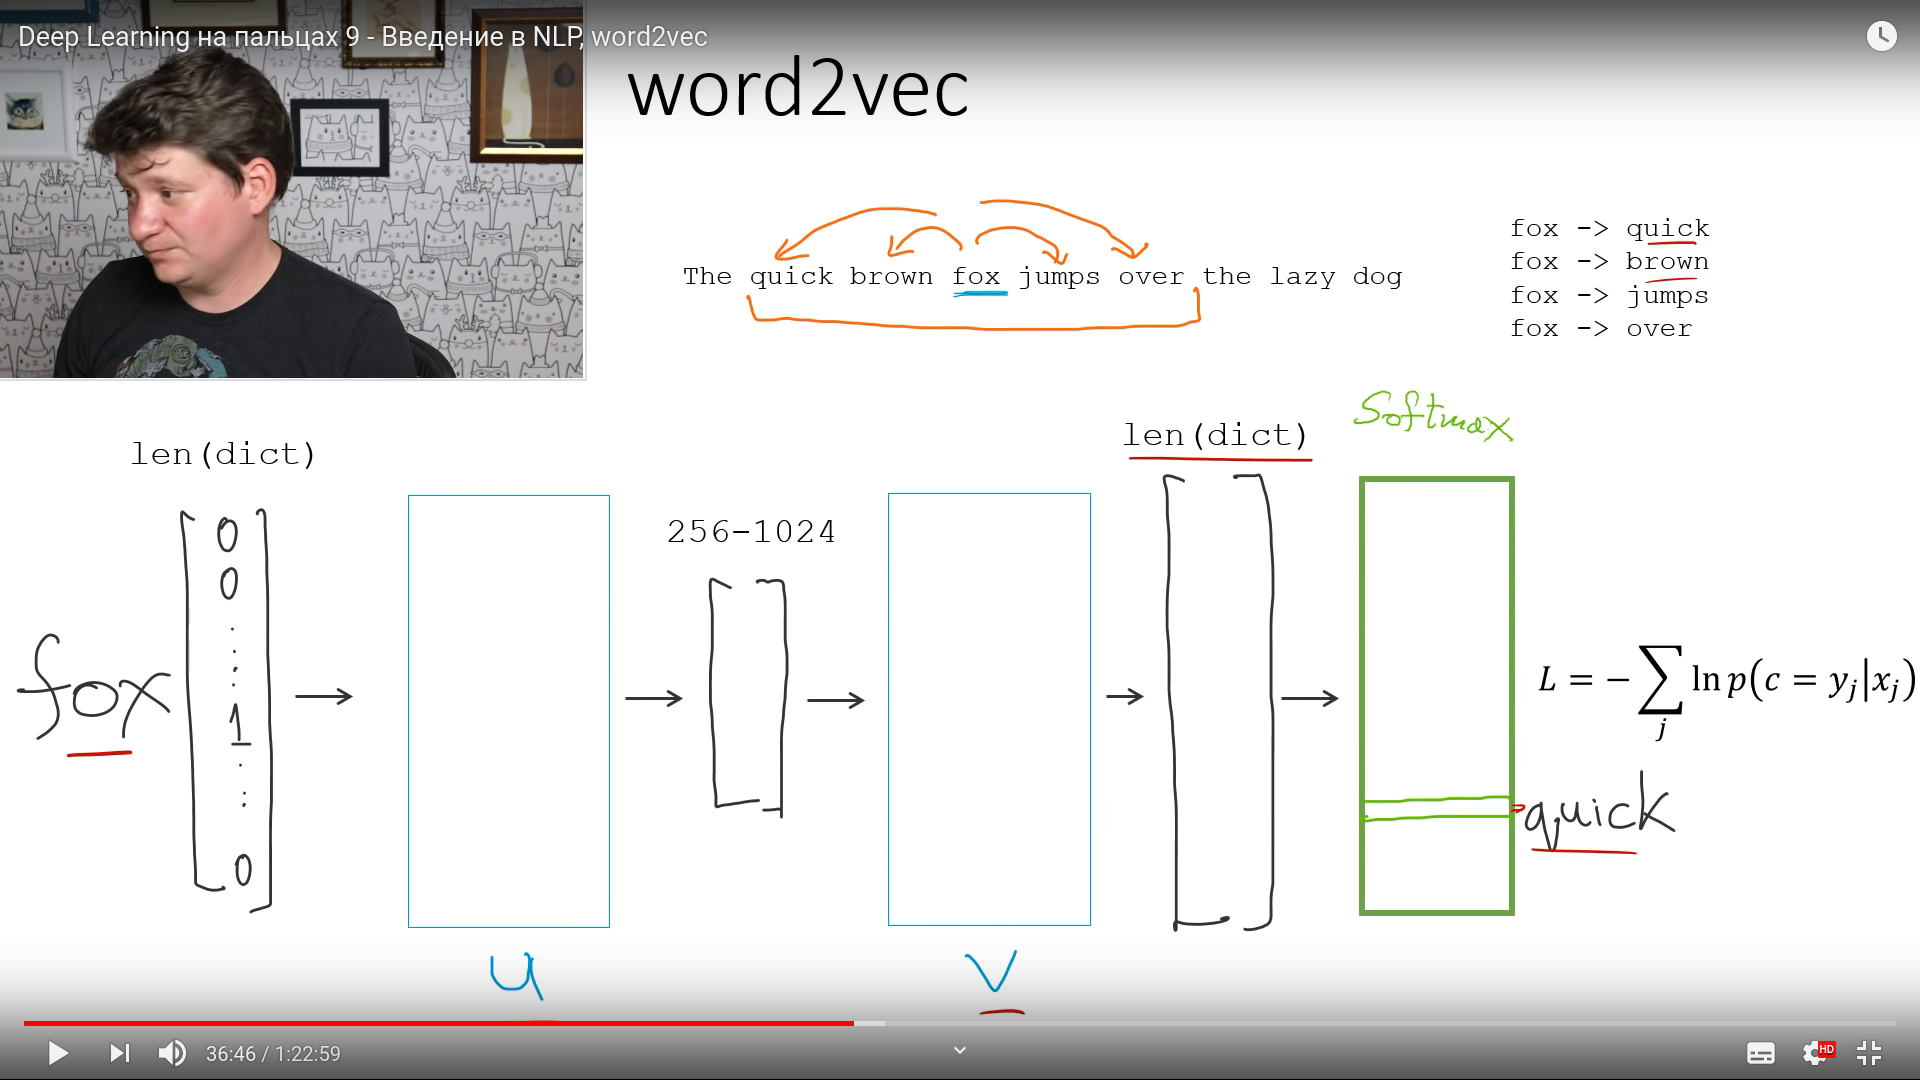 Deep Learning на пальцах 9 - Введение в NLP, word2vec
word2vec
The quick brown fox jumps over the lazy dog
fox -> quick
fox -> brown
fox -> jumps
fox -> over
Softmax
len(dict)
len(dict)
256-1024
0
0
1
0
fox
L = - ∑ ln p(c = y_j|x_j)
j
quick
U
V
36:46 / 1:22:59
HD